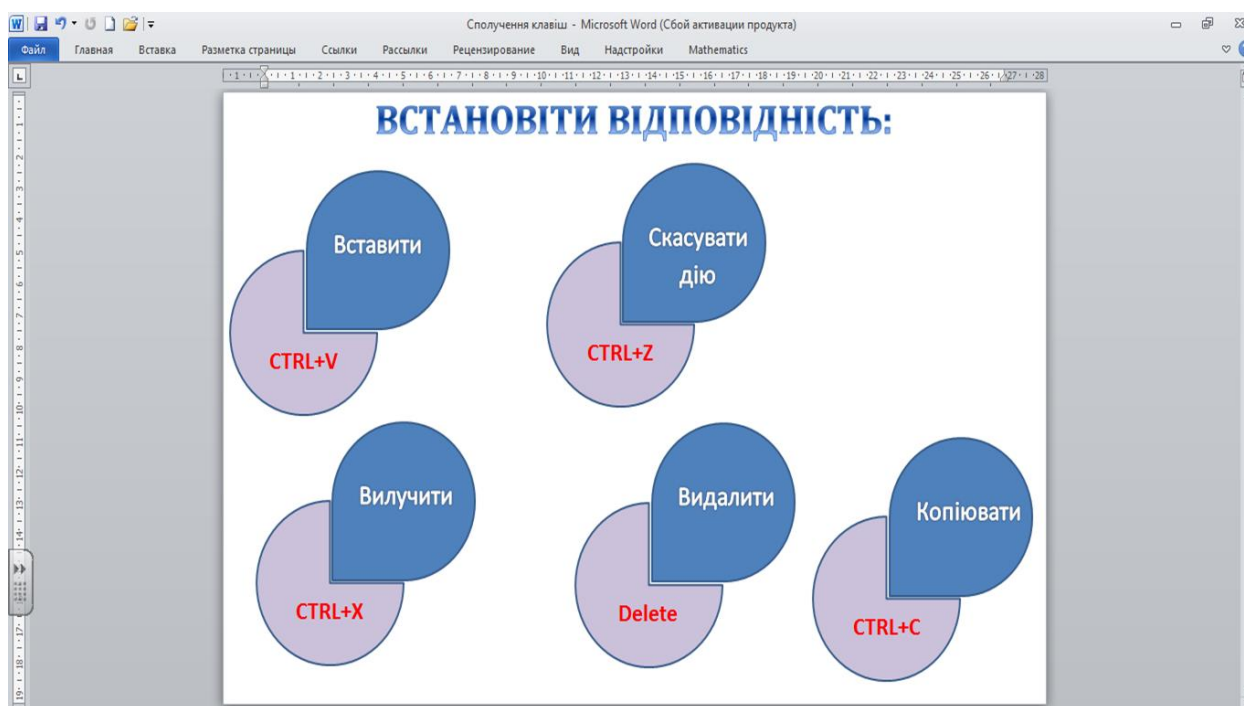 Сполучення клавіш - Microsoft Word (Сбой активации продукта)
Файл Главная Вставка Разметка страницы Ссылки Рассылки Рецензирование Вид Надстройки Mathematics
ВСТАНОВІТИ ВІДПОВІДНІСТЬ:
Вставити
CTRL+V
Скасувати
дію
CTRL+Z
Вилучити
CTRL+X
Видалити
Delete
Копіювати
CTRL+C